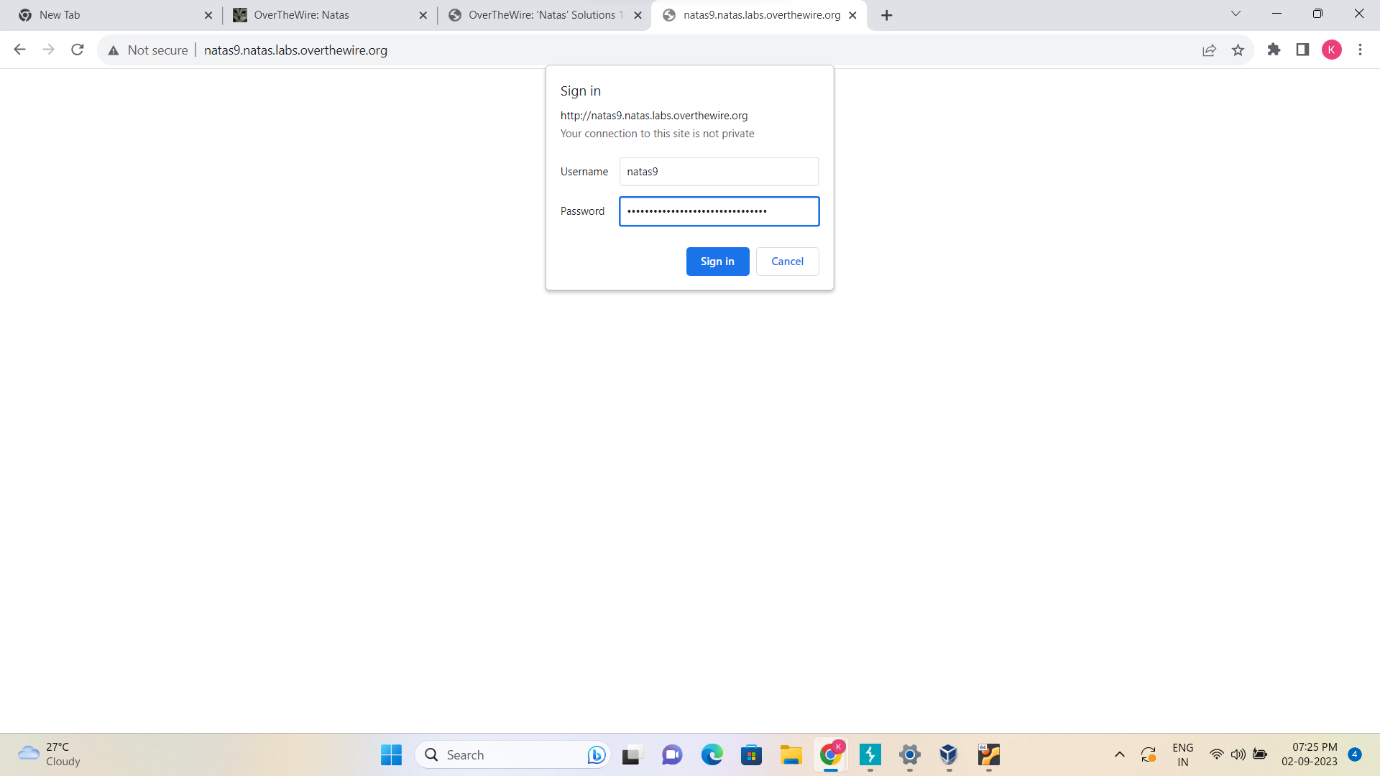 New Tab
OverTheWire: Natas
OverTheWire: 'Natas' Solutions 1
natas9.natas.labs.overthewire.org
Not secure
natas9.natas.labs.overthewire.org
K
Sign in
http://natas9.natas.labs.overthewire.org
Your connection to this site is not private
Username
natas9
Password
••••••••••••••••••••••••••••••••
Sign in
Cancel
27°C
Cloudy
Search
K
64
ENG
IN
07:25 PM
02-09-2023
4